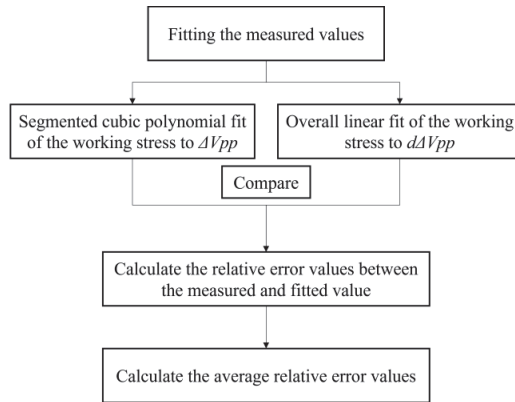 Fitting the measured values
Segmented cubic polynomial fit
of the working stress to ΔVpp
Overall linear fit of the working
stress to dΔVpp
Compare
Calculate the relative error values between
the measured and fitted value
Calculate the average relative error values